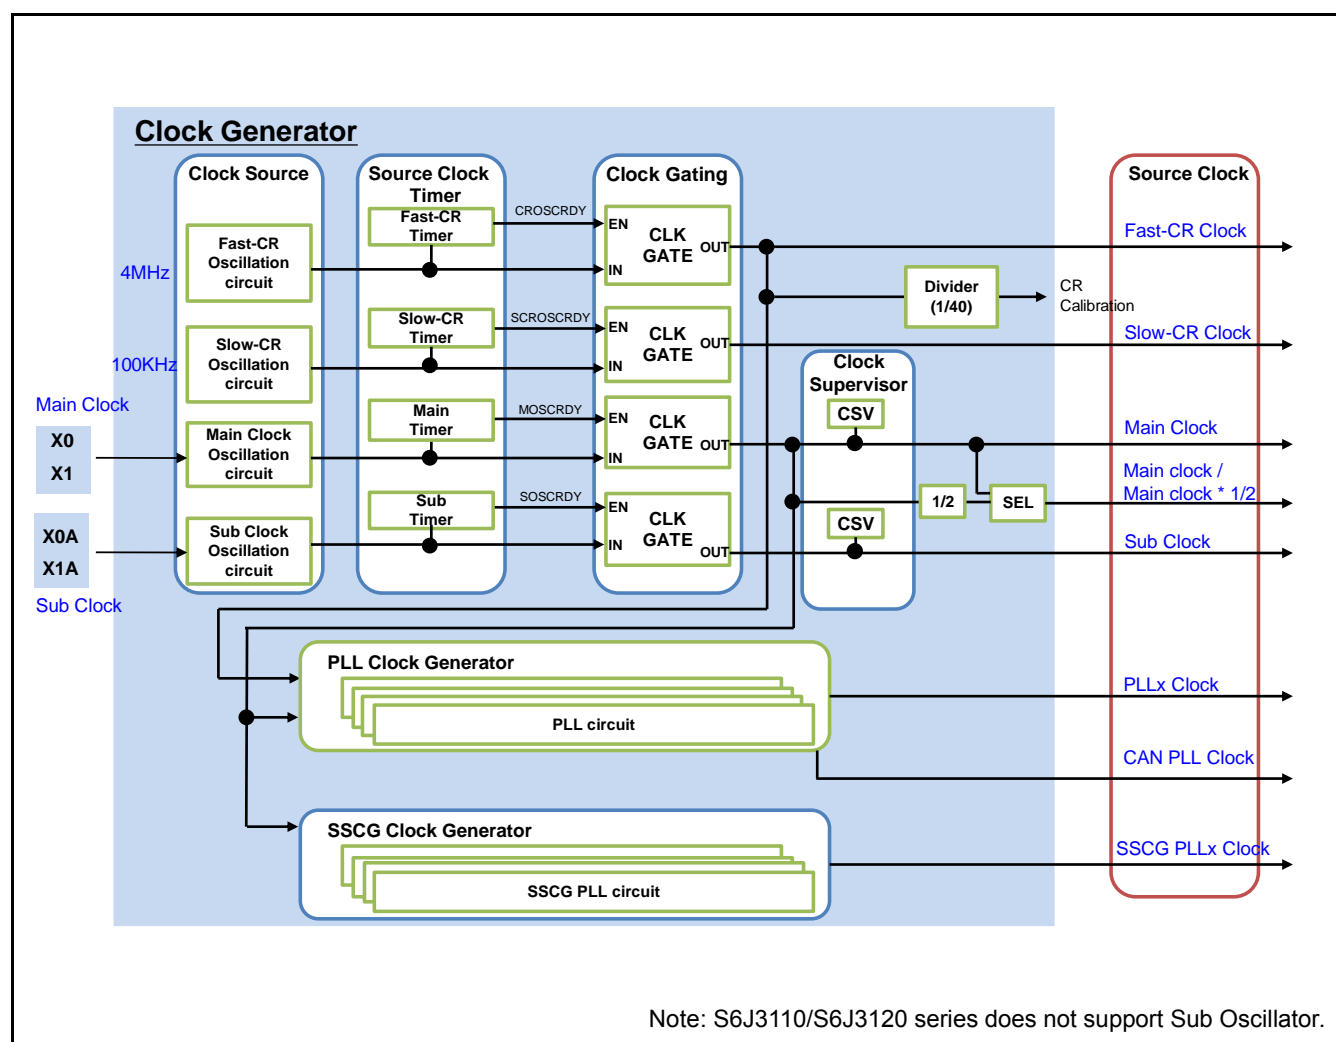 Clock Generator
Clock Source
Source Clock
Timer
Clock Gating
Source Clock
Fast-CR
Oscillation
circuit
4MHz
Slow-CR
Oscillation
circuit
100KHz
Main Clock
X0
X1
Main Clock
Oscillation
circuit
X0A
X1A
Sub Clock
Sub Clock
Oscillation
circuit
Fast-CR
Timer
Slow-CR
Timer
Main
Timer
Sub
Timer
CROSCRDY
SCROSCRDY
MOSCRDY
SOSCRDY
EN
CLK
GATE
OUT
IN
EN
CLK
GATE
OUT
IN
EN
CLK
GATE
OUT
IN
EN
CLK
GATE
OUT
IN
Divider
(1/40)
CR
Calibration
Clock
Supervisor
CSV
CSV
1/2
SEL
Fast-CR Clock
Slow-CR Clock
Main Clock
Main clock /
Main clock * 1/2
Sub Clock
PLL Clock Generator
PLL circuit
PLLx Clock
CAN PLL Clock
SSCG Clock Generator
SSCG PLL circuit
SSCG PLLx Clock
Note: S6J3110/S6J3120 series does not support Sub Oscillator.